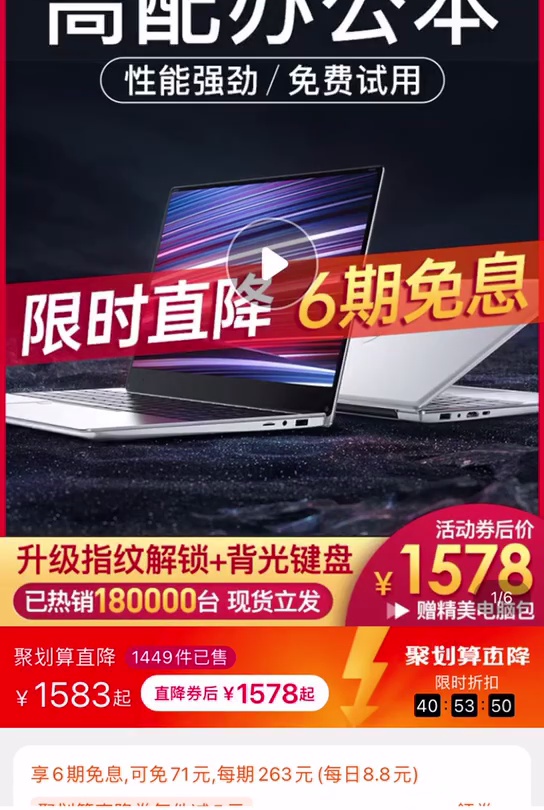 高配办公本
性能强劲/免费试用
限时直降 6期免息
升级指纹解锁+背光键盘
已热销180000台 现货立发
活动券后价
¥1578
1/6
赠精美电脑包
聚划算直降 1449件已售
¥1583起 直降券后¥1578起
聚划算直降
限时折扣
40:53:50
享6期免息,可免71元,每期263元(每日8.8元)